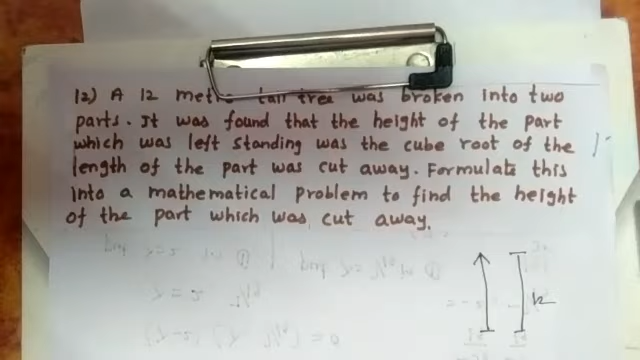 12) A 12 metre tall tree was broken into two
parts. It was found that the height of the part
which was left standing was the cube root of the
length of the part was cut away. Formulate this
into a mathematical problem to find the height
of the part which was cut away.
12